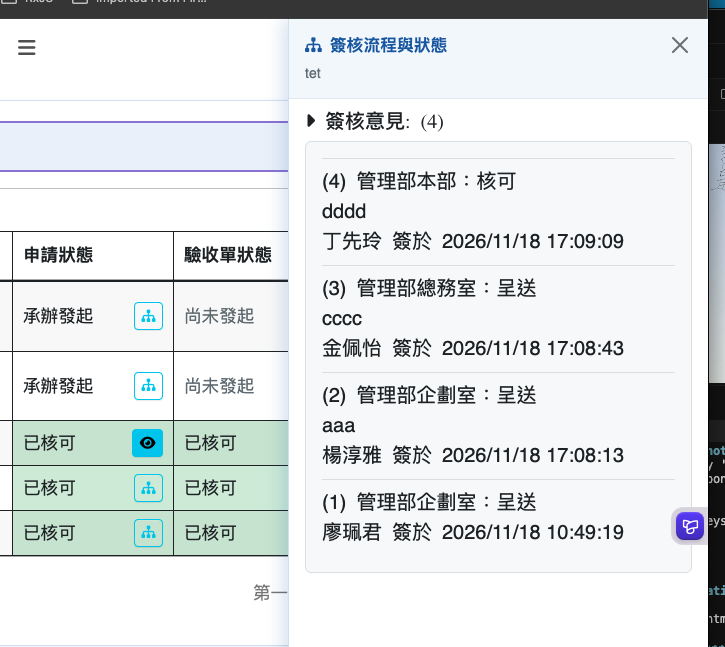 簽核流程與狀態
tet
簽核意見: (4)
(4) 管理部本部：核可
dddd
丁先玲 簽於 2026/11/18 17:09:09
(3) 管理部總務室：呈送
cccc
金佩怡 簽於 2026/11/18 17:08:43
(2) 管理部企劃室：呈送
aaa
楊淳雅 簽於 2026/11/18 17:08:13
(1) 管理部企劃室：呈送
廖珮君 簽於 2026/11/18 10:49:19
申請狀態 驗收單狀態
承辦發起 尚未發起
承辦發起 尚未發起
已核可 已核可
已核可 已核可
已核可 已核可
第一